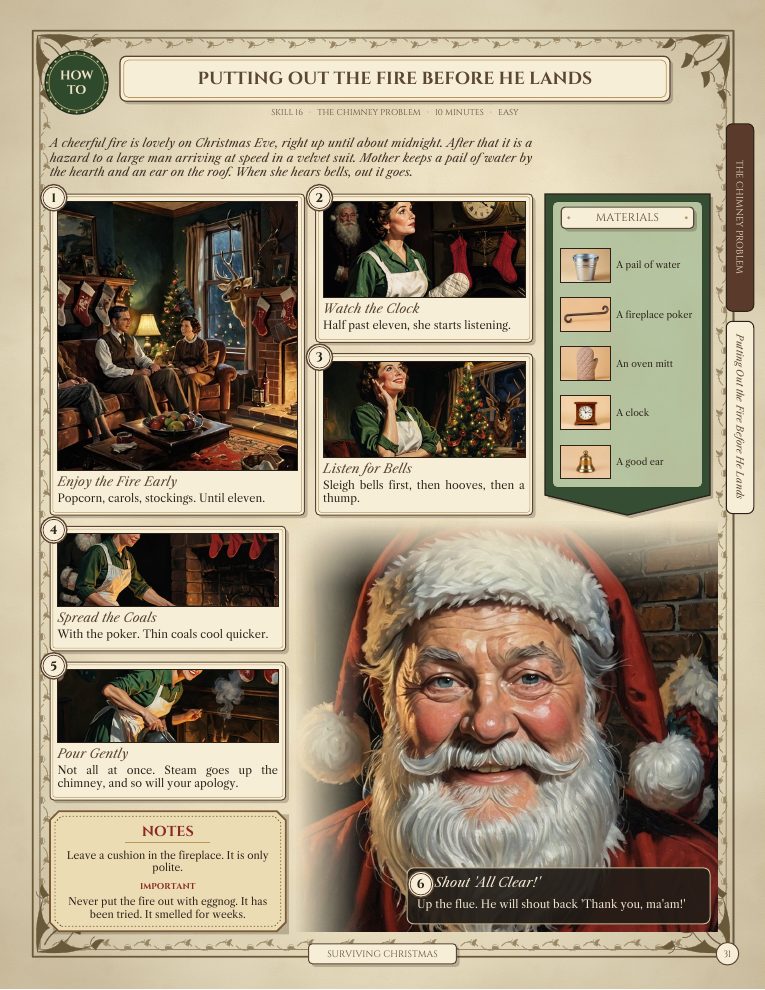 HOW
TO
PUTTING OUT THE FIRE BEFORE HE LANDS
SKILL 16 · THE CHIMNEY PROBLEM · 10 MINUTES · EASY
A cheerful fire is lovely on Christmas Eve, right up until about midnight. After that it is a
hazard to a large man arriving at speed in a velvet suit. Mother keeps a pail of water by
the hearth and an ear on the roof. When she hears bells, out it goes.
1
Enjoy the Fire Early
Popcorn, carols, stockings. Until eleven.
2
Watch the Clock
Half past eleven, she starts listening.
3
Listen for Bells
Sleigh bells first, then hooves, then a
thump.
MATERIALS
A pail of water
A fireplace poker
An oven mitt
A clock
A good ear
THE CHIMNEY PROBLEM
Putting Out the Fire Before He Lands
4
Spread the Coals
With the poker. Thin coals cool quicker.
5
Pour Gently
Not all at once. Steam goes up the
chimney, and so will your apology.
NOTES
Leave a cushion in the fireplace. It is only
polite.
IMPORTANT
Never put the fire out with eggnog. It has
been tried. It smelled for weeks.
6
Shout 'All Clear!'
Up the flue. He will shout back 'Thank you, ma'am!'
SURVIVING CHRISTMAS
31